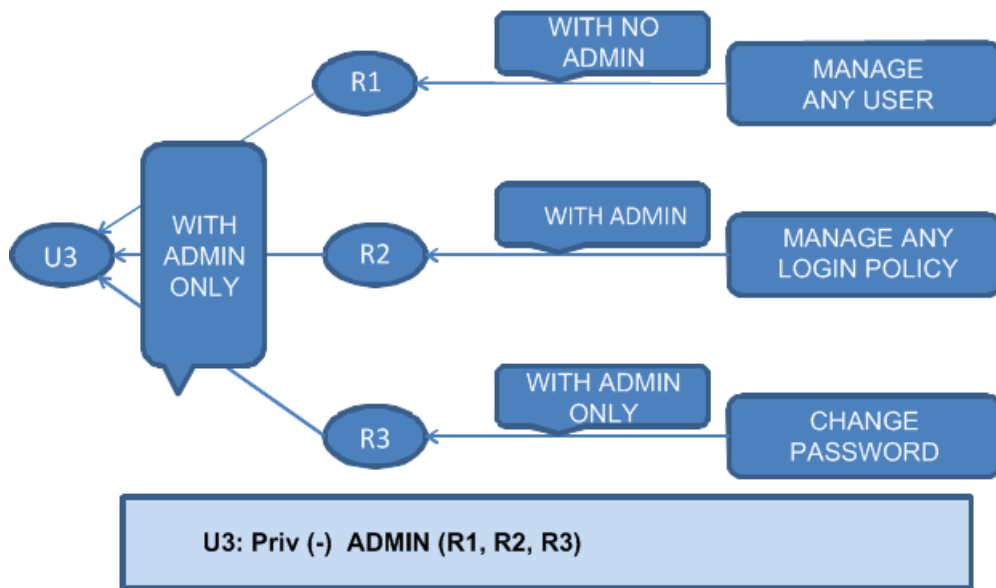 WITH NO
ADMIN
R1
MANAGE
ANY USER
WITH
ADMIN
ONLY
U3
WITH ADMIN
R2
MANAGE ANY
LOGIN POLICY
WITH ADMIN
ONLY
R3
CHANGE
PASSWORD
U3: Priv (-) ADMIN (R1, R2, R3)